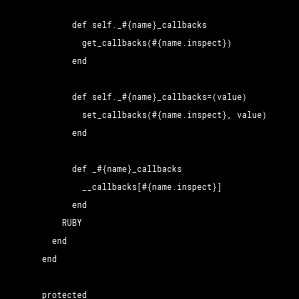 def self._#{name}_callbacks
get_callbacks(#{name.inspect})
end
def self._#{name}_callbacks=(value)
set_callbacks(#{name.inspect}, value)
end
def _#{name}_callbacks
__callbacks[#{name.inspect}]
end
RUBY
end
end
protected